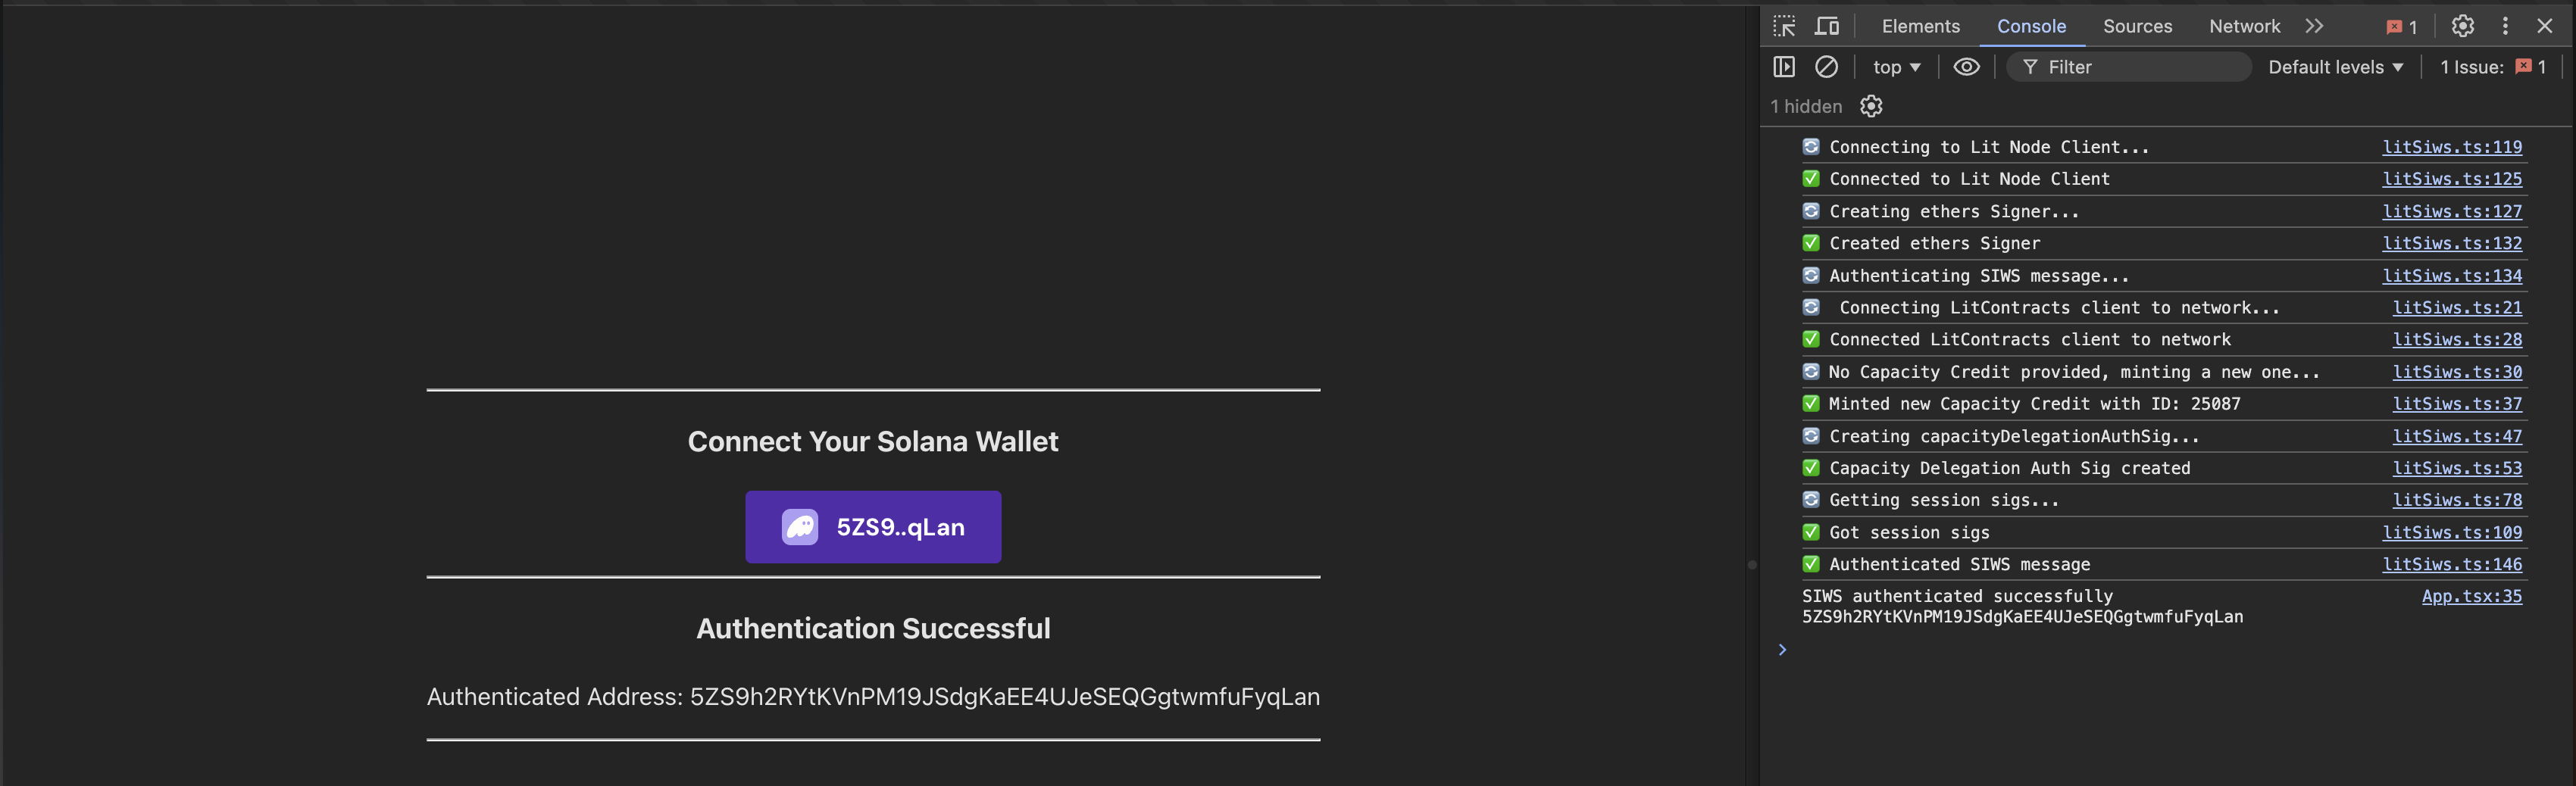 Connect Your Solana Wallet
5ZS9..qLan
Authentication Successful
Authenticated Address: 5ZS9h2RYtKVnPM19JSdgKaEE4UJeSEQGgtwmfuFyqLan
Elements Console Sources Network 1
top Filter Default levels 1 Issue: 1
1 hidden
Connecting to Lit Node Client... litSiws.ts:119
Connected to Lit Node Client litSiws.ts:125
Creating ethers Signer... litSiws.ts:127
Created ethers Signer litSiws.ts:132
Authenticating SIWS message... litSiws.ts:134
Connecting LitContracts client to network... litSiws.ts:21
Connected LitContracts client to network litSiws.ts:28
No Capacity Credit provided, minting a new one... litSiws.ts:30
Minted new Capacity Credit with ID: 25087 litSiws.ts:37
Creating capacityDelegationAuthSig... litSiws.ts:47
Capacity Delegation Auth Sig created litSiws.ts:53
Getting session sigs... litSiws.ts:78
Got session sigs litSiws.ts:109
Authenticated SIWS message litSiws.ts:146
SIWS authenticated successfully App.tsx:35
5ZS9h2RYtKVnPM19JSdgKaEE4UJeSEQGgtwmfuFyqLan